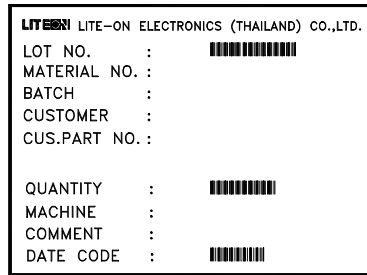 LITEON LITE-ON ELECTRONICS (THAILAND) CO.,LTD.
LOT NO. :
MATERIAL NO. :
BATCH :
CUSTOMER :
CUS.PART NO. :
QUANTITY :
MACHINE :
COMMENT :
DATE CODE :